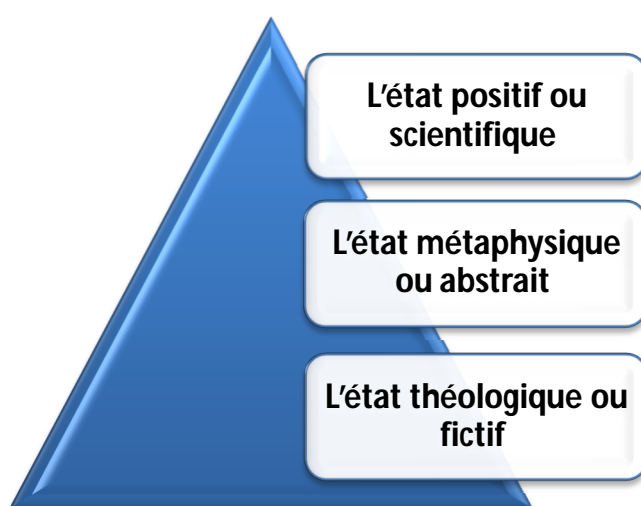 L'état positif ou
scientifique
L'état métaphysique
ou abstrait
L'état théologique ou
fictif